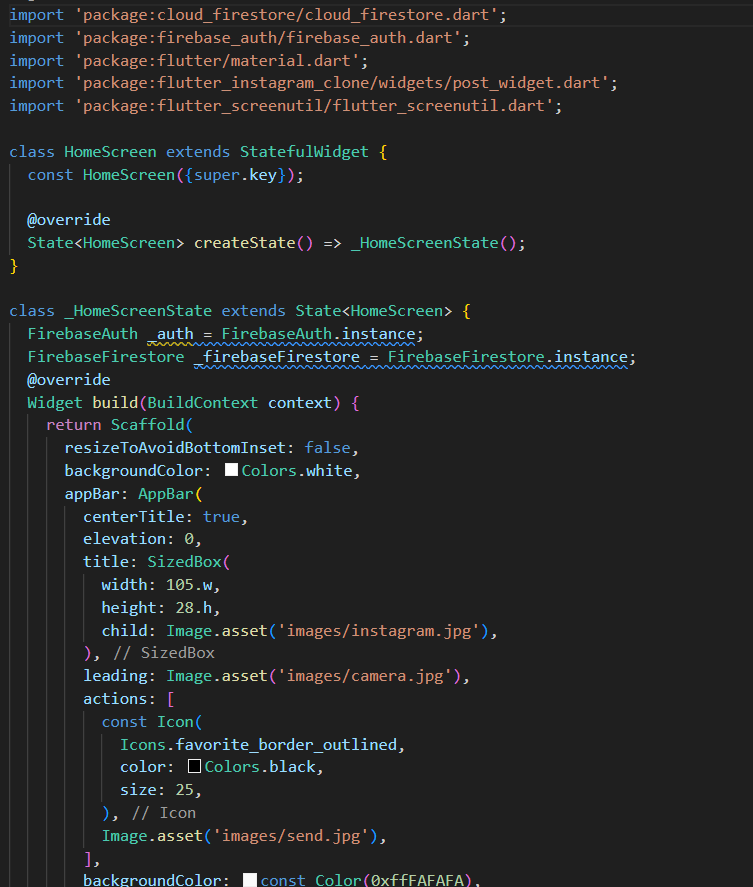 import 'package:cloud_firestore/cloud_firestore.dart';
import 'package:firebase_auth/firebase_auth.dart';
import 'package:flutter/material.dart';
import 'package:flutter_instagram_clone/widgets/post_widget.dart';
import 'package:flutter_screenutil/flutter_screenutil.dart';

class HomeScreen extends StatefulWidget {
  const HomeScreen({super.key});

  @override
  State<HomeScreen> createState() => _HomeScreenState();
}

class _HomeScreenState extends State<HomeScreen> {
  FirebaseAuth _auth = FirebaseAuth.instance;
  FirebaseFirestore _firebaseFirestore = FirebaseFirestore.instance;
  @override
  Widget build(BuildContext context) {
    return Scaffold(
      resizeToAvoidBottomInset: false,
      backgroundColor: Colors.white,
      appBar: AppBar(
        centerTitle: true,
        elevation: 0,
        title: SizedBox(
          width: 105.w,
          height: 28.h,
          child: Image.asset('images/instagram.jpg'),
        ), // SizedBox
        leading: Image.asset('images/camera.jpg'),
        actions: [
          const Icon(
            Icons.favorite_border_outlined,
            color: Colors.black,
            size: 25,
          ), // Icon
          Image.asset('images/send.jpg'),
        ],
        backgroundColor: const Color(0xffFAFAFA),